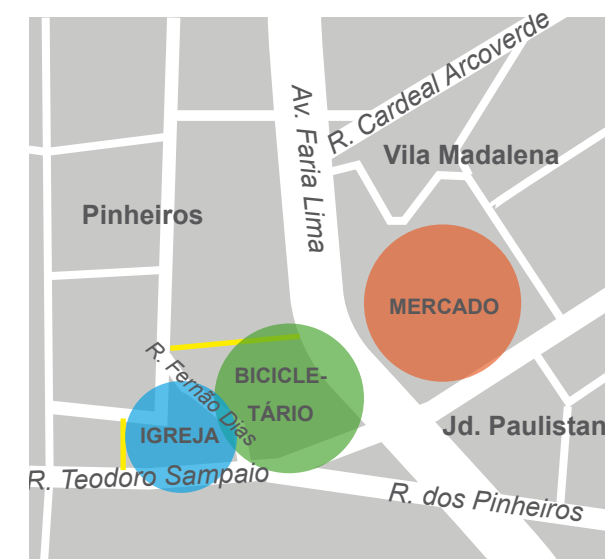 R. Cardeal Arcoverde
Av. Faria Lima
Vila Madalena
Pinheiros
MERCADO
R. Fernão Dias
BICICLE-
TÁRIO
IGREJA
Jd. Paulistan
R. Teodoro Sampaio
R. dos Pinheiros